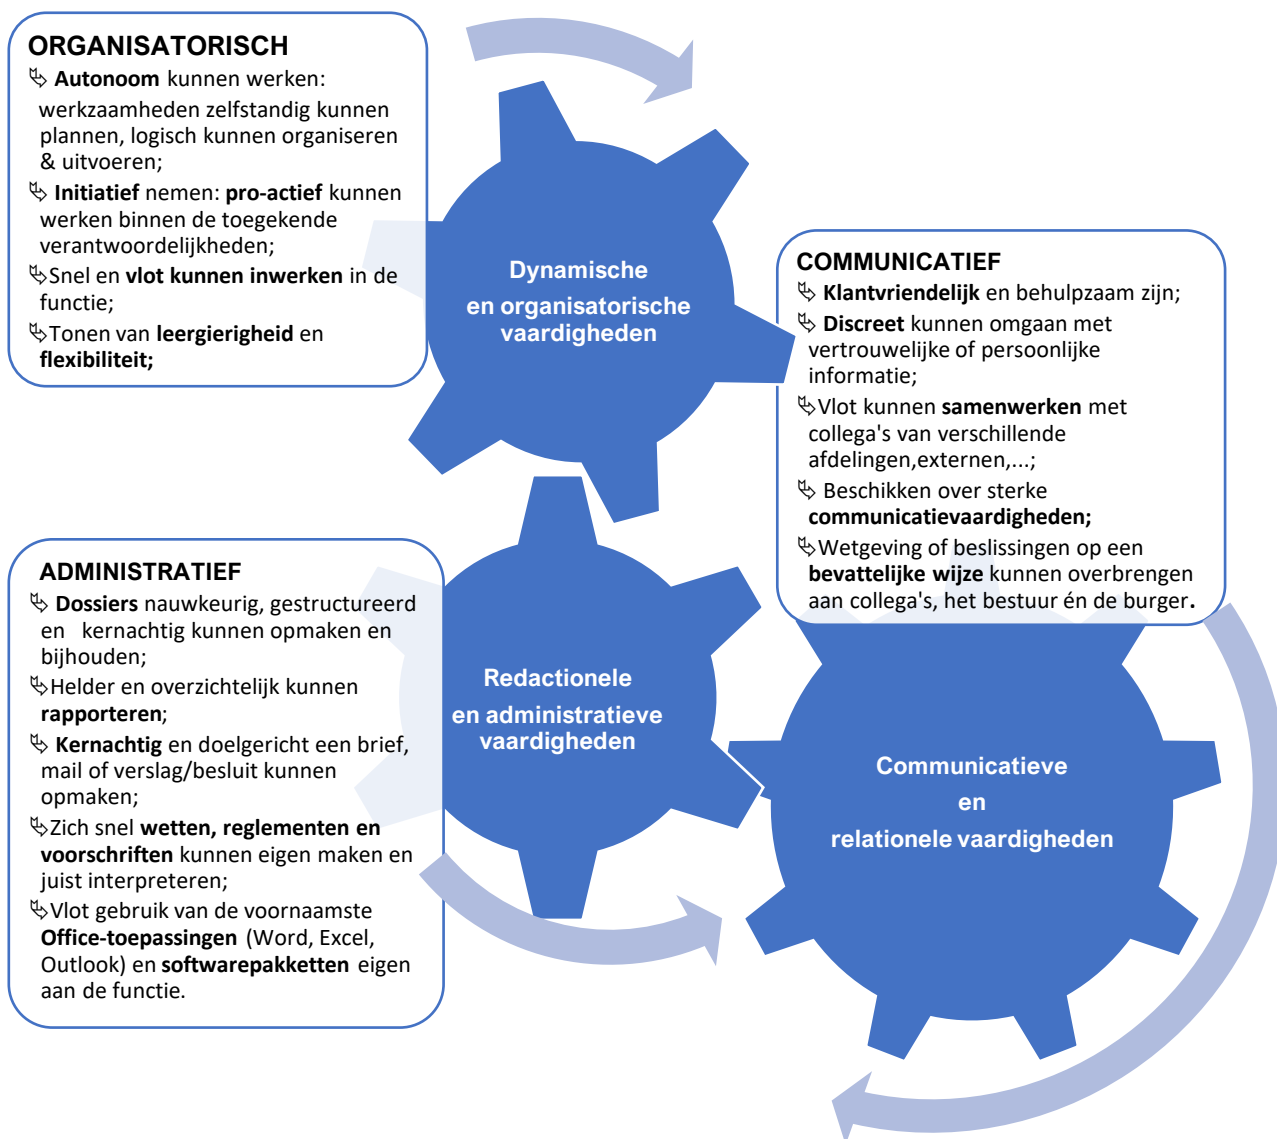 ORGANISATORISCH
Autonoom kunnen werken:
werkzaamheden zelfstandig kunnen
plannen, logisch kunnen organiseren
& uitvoeren;
Initiatief nemen: pro-actief kunnen
werken binnen de toegekende
verantwoordelijkheden;
Snel en vlot kunnen inwerken in de
functie;
Tonen van leergierigheid en
flexibiliteit;
Dynamische
en organisatorische
vaardigheden
COMMUNICATIEF
Klantvriendelijk en behulpzaam zijn;
Discreet kunnen omgaan met
vertrouwelijke of persoonlijke
informatie;
Vlot kunnen samenwerken met
collega's van verschillende
afdelingen,externen,...;
Beschikken over sterke
communicatievaardigheden;
Wetgeving of beslissingen op een
bevattelijke wijze kunnen overbrengen
aan collega's, het bestuur én de burger.
ADMINISTRATIEF
Dossiers nauwkeurig, gestructureerd
en kernachtig kunnen opmaken en
bijhouden;
Helder en overzichtelijk kunnen
rapporteren;
Kernachtig en doelgericht een brief,
mail of verslag/besluit kunnen
opmaken;
Zich snel wetten, reglementen en
voorschriften kunnen eigen maken en
juist interpreteren;
Vlot gebruik van de voornaamste
Office-toepassingen (Word, Excel,
Outlook) en softwarepakketten eigen
aan de functie.
Redactionele
en administratieve
vaardigheden
Communicatieve
en
relationele vaardigheden